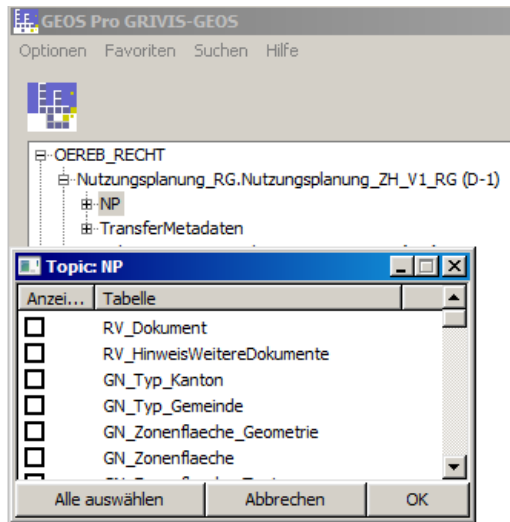 GEOS Pro GRIVIS-GEOS
Optionen Favoriten Suchen Hilfe
OEREB_RECHT
Nutzungsplanung_RG.Nutzungsplanung_ZH_V1_RG (D-1)
NP
TransferMetadaten
Topic: NP
Anzei... Tabelle
RV_Dokument
RV_HinweisWeitereDokumente
GN_Typ_Kanton
GN_Typ_Gemeinde
GN_Zonenflaeche_Geometrie
GN_Zonenflaeche
Alle auswählen Abbrechen OK